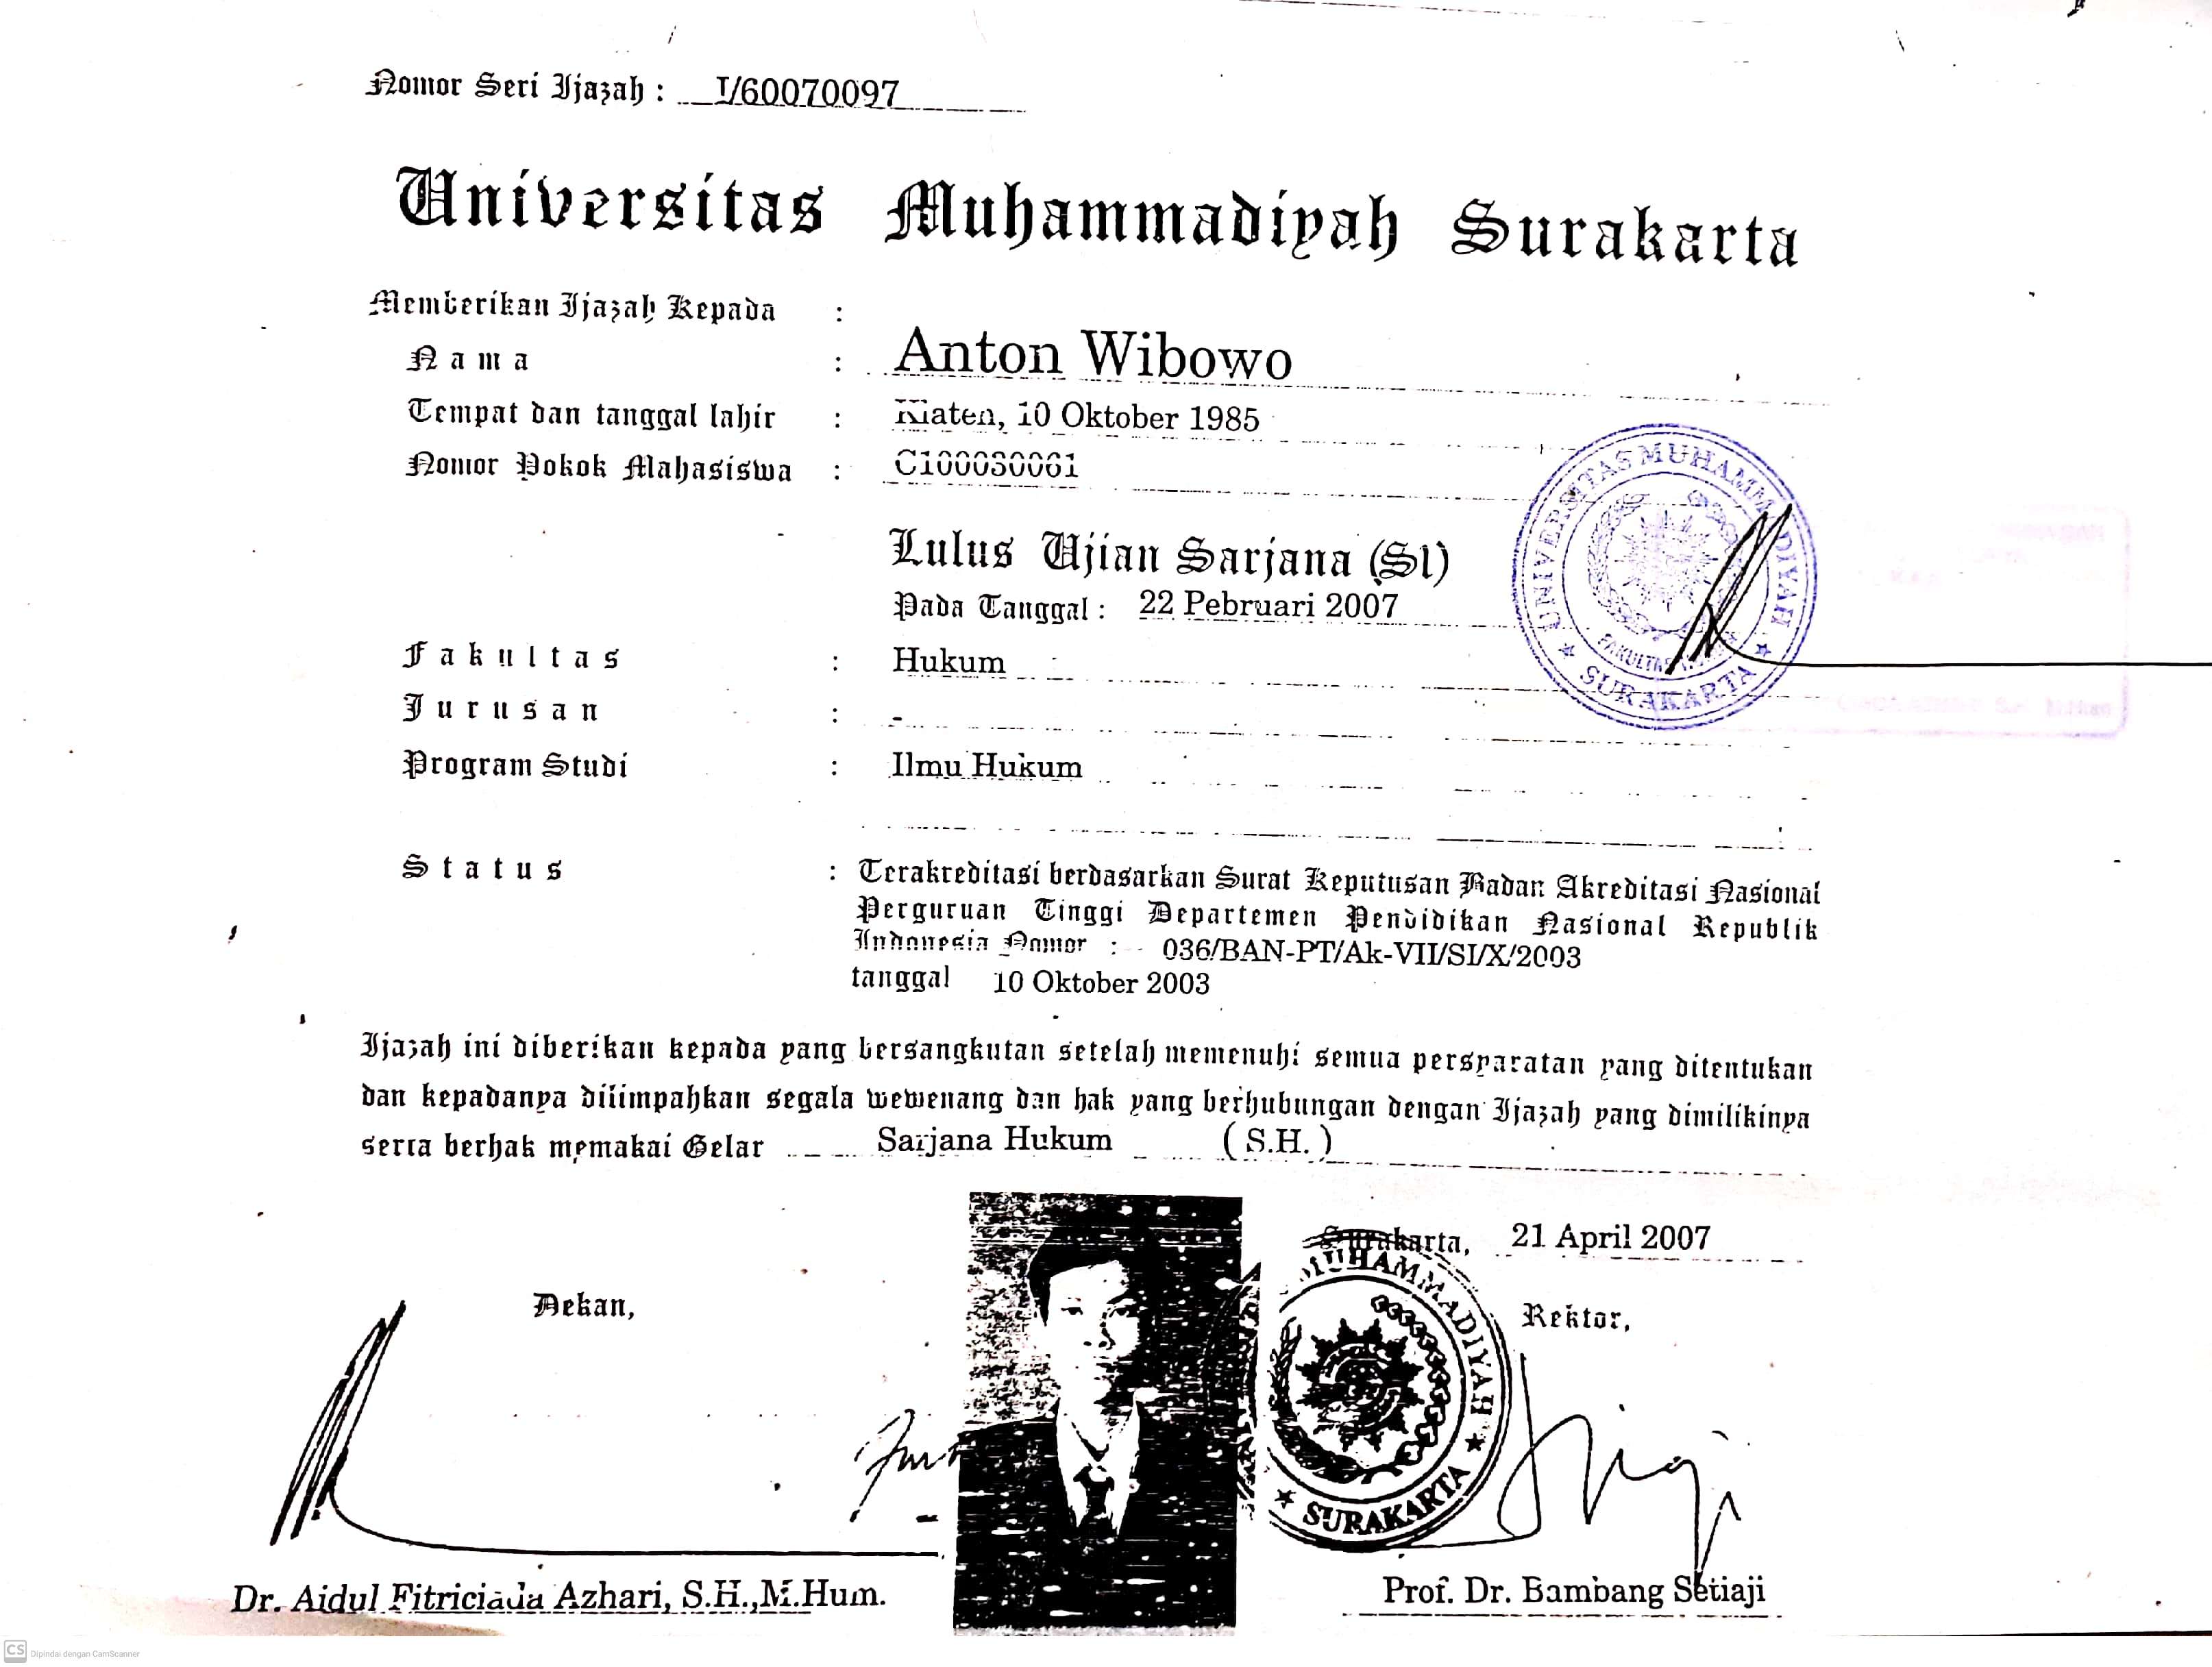 Nomor Seri Ijazah : I/60070097
Universitas Muhammadiyah Surakarta
Memberikan Ijazah Kepada :
Nama : Anton Wibowo
Tempat dan tanggal lahir : Klaten, 10 Oktober 1985
Nomor Pokok Mahasiswa : C100030061
Lulus Ujian Sarjana (S1)
Pada Tanggal : 22 Pebruari 2007
UNIVERSITAS MUHAMMADIYAH
FAKULTAS
SURAKARTA
Fakultas : Hukum
Jurusan : -
Program Studi : Ilmu Hukum
Status : Terakreditasi berdasarkan Surat Keputusan Badan Akreditasi Nasional
Perguruan Tinggi Departemen Pendidikan Nasional Republik
Indonesia Nomor : 036/BAN-PT/Ak-VII/S1/X/2003
tanggal 10 Oktober 2003
Ijazah ini diberikan kepada yang bersangkutan setelah memenuhi semua persyaratan yang ditentukan
dan kepadanya dilimpahkan segala wewenang dan hak yang berhubungan dengan Ijazah yang dimilikinya
serta berhak memakai Gelar Sarjana Hukum ( S.H. )
Surakarta, 21 April 2007
Dekan,
Rektor,
MUHAMMADIYAH
SURAKARTA
Dr. Aidul Fitriciada Azhari, S.H.,M.Hum.
Prof. Dr. Bambang Setiaji
CS Dipindai dengan CamScanner